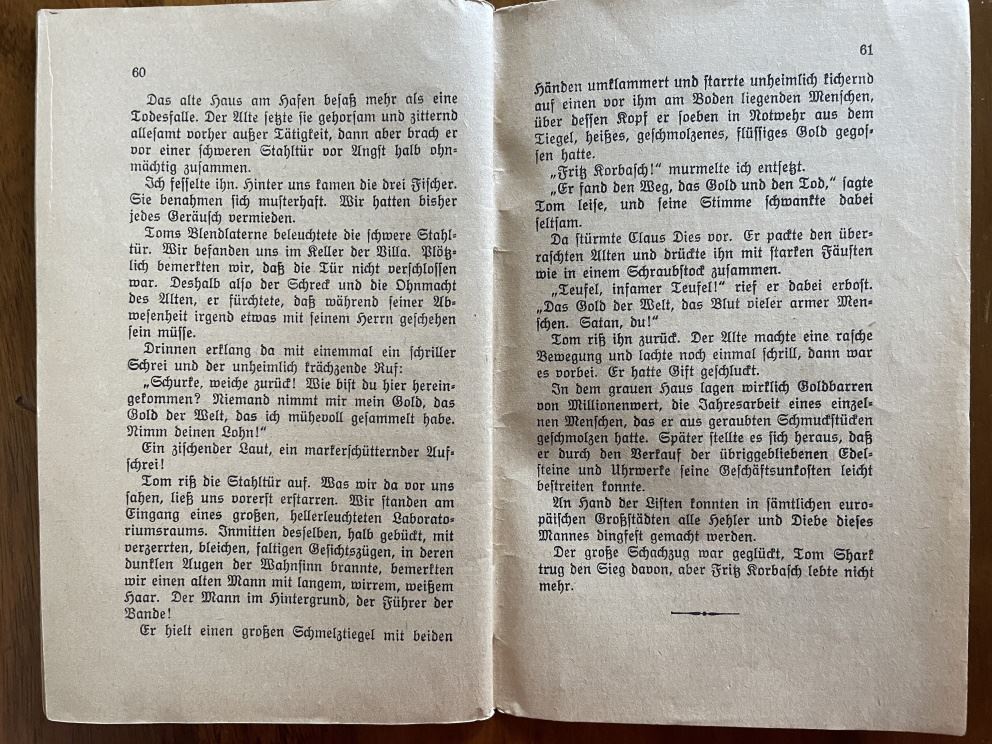 60
Das alte Haus am Hafen besaß mehr als eine
Todesfalle. Der Alte setzte sie gehorsam und zitternd
allesamt vorher außer Tätigkeit, dann aber brach er
vor einer schweren Stahltür vor Angst halb ohn-
mächtig zusammen.
Ich fesselte ihn. Hinter uns kamen die drei Fischer.
Sie benahmen sich musterhaft. Wir hatten bisher
jedes Geräusch vermieden.
Toms Blendlaterne beleuchtete die schwere Stahl-
tür. Wir befanden uns im Keller der Villa. Plötz-
lich bemerkten wir, daß die Tür nicht verschlossen
war. Deshalb also der Schreck und die Ohnmacht
des Alten, er fürchtete, daß während seiner Ab-
wesenheit irgend etwas mit seinem Herrn geschehen
sein müsse.
Drinnen erklang da mit einemmal ein schriller
Schrei und der unheimlich krächzende Ruf:
„Schurke, weiche zurück! Wie bist du hier herein-
gekommen? Niemand nimmt mir mein Gold, das
Gold der Welt, das ich mühevoll gesammelt habe.
Nimm deinen Lohn!“
Ein zischender Laut, ein markerschütternder Auf-
schrei!
Tom riß die Stahltür auf. Was wir da vor uns
sahen, ließ uns vorerst erstarren. Wir standen am
Eingang eines großen, hellerleuchteten Laborato-
riumsraums. Inmitten desselben, halb gebückt, mit
verzerrten, bleichen, faltigen Gesichtszügen, in deren
dunklen Augen der Wahnsinn brannte, bemerkten
wir einen alten Mann mit langem, wirrem, weißem
Haar. Der Mann im Hintergrund, der Führer der
Bande!
Er hielt einen großen Schmelztiegel mit beiden
61
Händen umklammert und starrte unheimlich kichernd
auf einen vor ihm am Boden liegenden Menschen,
über dessen Kopf er soeben in Notwehr aus dem
Tiegel, heißes, geschmolzenes, flüssiges Gold gegos-
sen hatte.
„Fritz Korbasch!“ murmelte ich entsetzt.
„Er fand den Weg, das Gold und den Tod,“ sagte
Tom leise, und seine Stimme schwankte dabei
seltsam.
Da stürmte Claus Dies vor. Er packte den über-
raschten Alten und drückte ihn mit starken Fäusten
wie in einem Schraubstock zusammen.
„Teufel, infamer Teufel!“ rief er dabei erbost.
„Das Gold der Welt, das Blut vieler armer Men-
schen. Satan, du!“
Tom riß ihn zurück. Der Alte machte eine rasche
Bewegung und lachte noch einmal schrill, dann war
es vorbei. Er hatte Gift geschluckt.
In dem grauen Haus lagen wirklich Goldbarren
von Millionenwert, die Jahresarbeit eines einzel-
nen Menschen, das er aus geraubten Schmuckstücken
geschmolzen hatte. Später stellte es sich heraus, daß
er durch den Verkauf der übriggebliebenen Edel-
steine und Uhrwerke seine Geschäftsunkosten leicht
bestreiten konnte.
An Hand der Listen konnten in sämtlichen euro-
päischen Großstädten alle Hehler und Diebe dieses
Mannes dingfest gemacht werden.
Der große Schachzug war geglückt, Tom Shark
trug den Sieg davon, aber Fritz Korbasch lebte nicht
mehr.